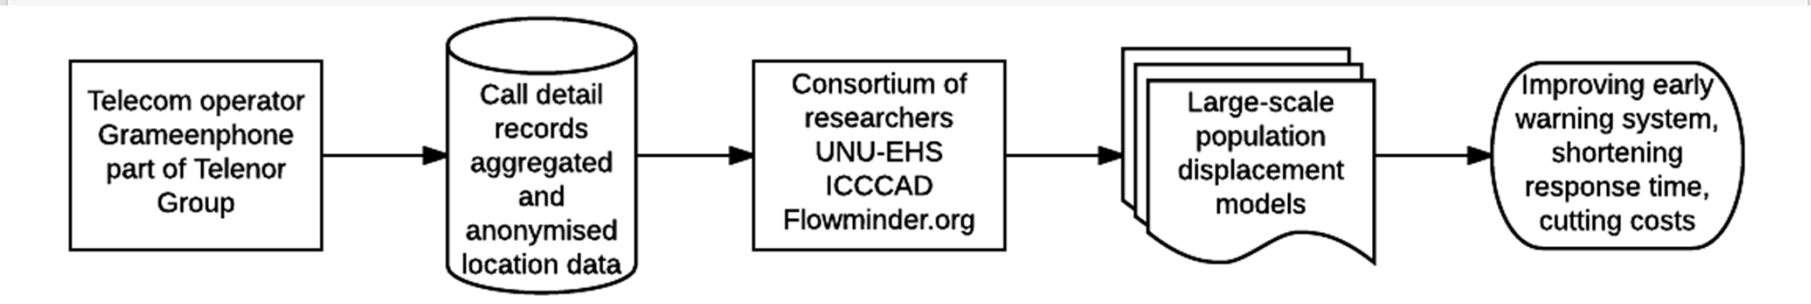 Telecom operator
Grameenphone
part of Telenor
Group
Call detail
records
aggregated
and
anonymised
location data
Consortium of
researchers
UNU-EHS
ICCCAD
Flowminder.org
Large-scale
population
displacement
models
Improving early
warning system,
shortening
response time,
cutting costs